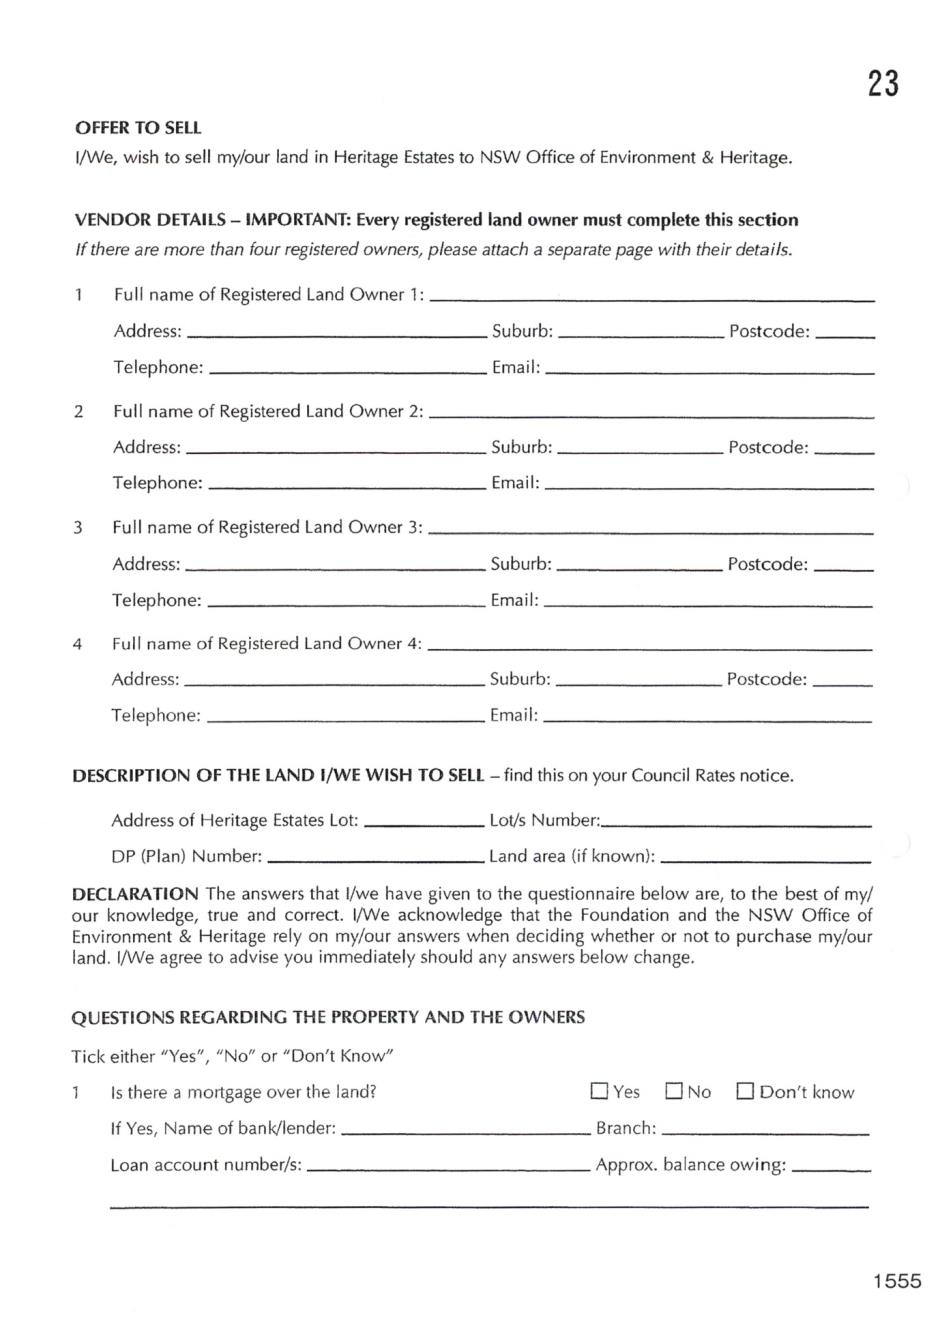 23
OFFER TO SELL
I/We, wish to sell my/our land in Heritage Estates to NSW Office of Environment & Heritage.
VENDOR DETAILS – IMPORTANT: Every registered land owner must complete this section
If there are more than four registered owners, please attach a separate page with their details.
1 Full name of Registered Land Owner 1:
Address: Suburb: Postcode:
Telephone: Email:
2 Full name of Registered Land Owner 2:
Address: Suburb: Postcode:
Telephone: Email:
3 Full name of Registered Land Owner 3:
Address: Suburb: Postcode:
Telephone: Email:
4 Full name of Registered Land Owner 4:
Address: Suburb: Postcode:
Telephone: Email:
DESCRIPTION OF THE LAND I/WE WISH TO SELL – find this on your Council Rates notice.
Address of Heritage Estates Lot: Lot/s Number:
DP (Plan) Number: Land area (if known):
DECLARATION The answers that I/we have given to the questionnaire below are, to the best of my/
our knowledge, true and correct. I/We acknowledge that the Foundation and the NSW Office of
Environment & Heritage rely on my/our answers when deciding whether or not to purchase my/our
land. I/We agree to advise you immediately should any answers below change.
QUESTIONS REGARDING THE PROPERTY AND THE OWNERS
Tick either "Yes", "No" or "Don't Know"
1 Is there a mortgage over the land? Yes No Don't know
If Yes, Name of bank/lender: Branch:
Loan account number/s: Approx. balance owing:
1555